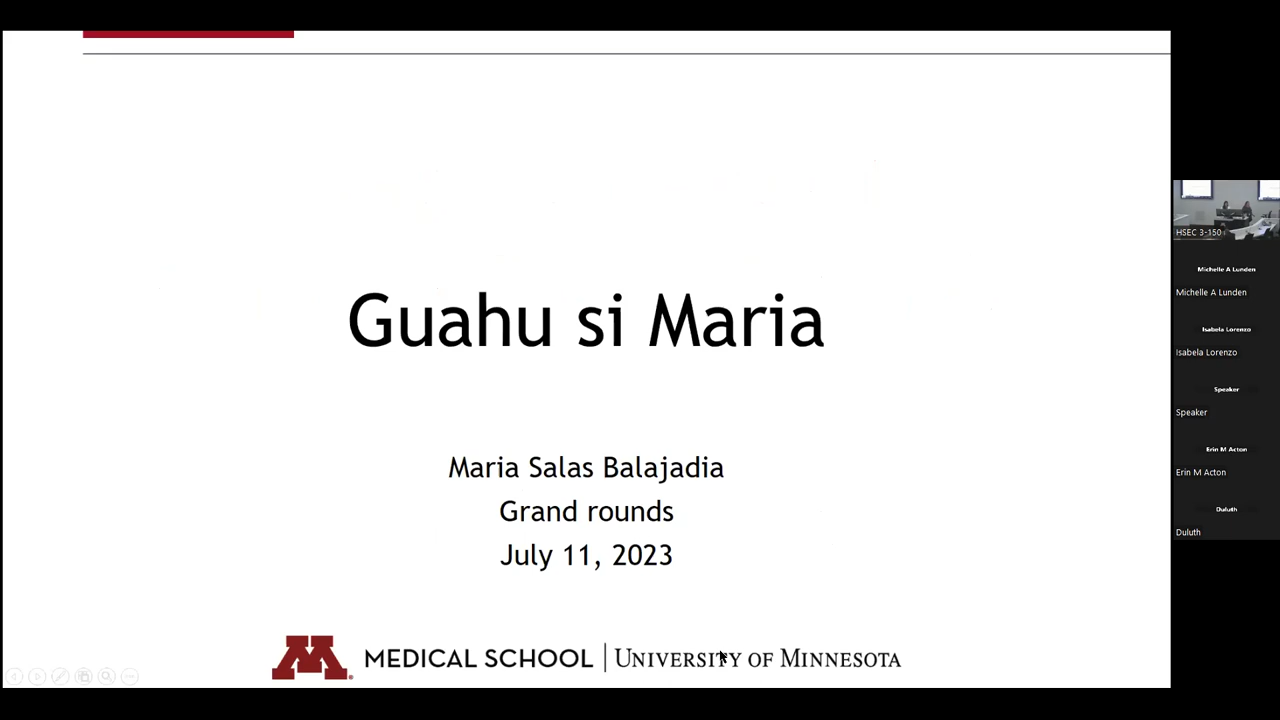 Guahu si Maria
Maria Salas Balajadia
Grand rounds
July 11, 2023
M
MEDICAL SCHOOL | UNIVERSITY OF MINNESOTA
HSEC 3-150
Michelle A Lunden
Michelle A Lunden
Isabela Lorenzo
Isabela Lorenzo
Speaker
Speaker
Erin M Acton
Erin M Acton
Duluth
Duluth